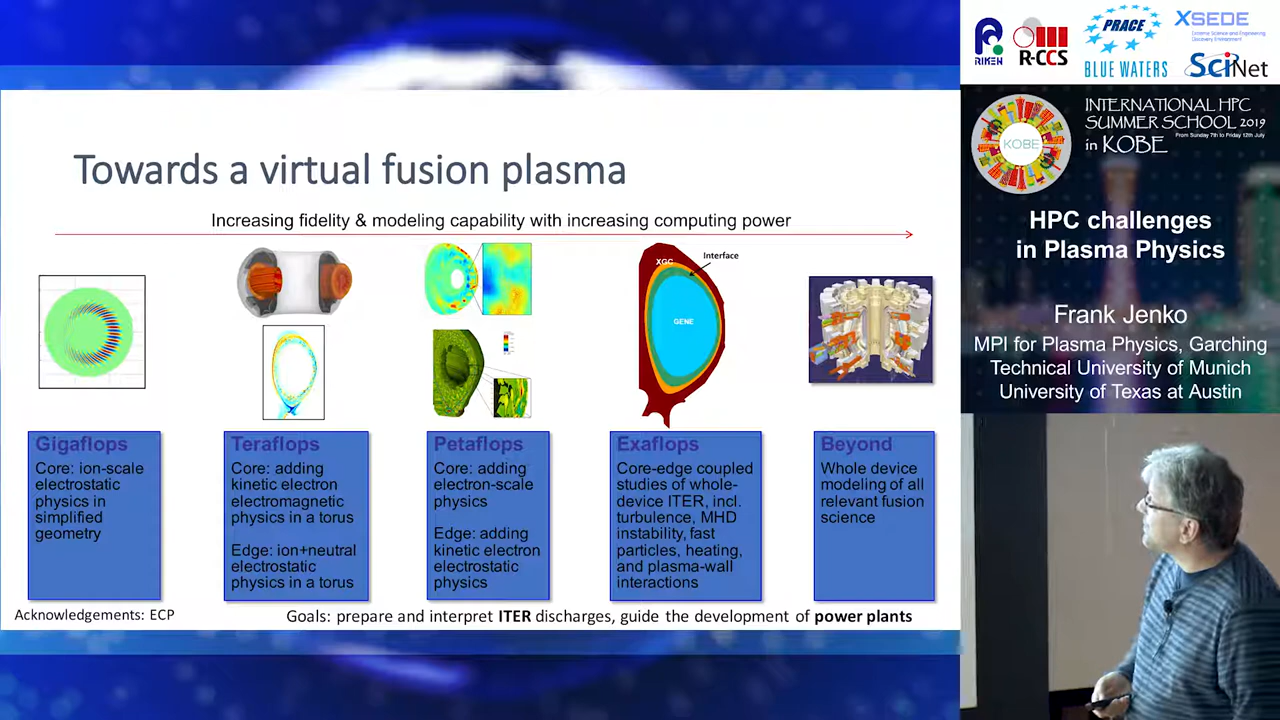 Towards a virtual fusion plasma
Increasing fidelity & modeling capability with increasing computing power
XGC
Interface
GENE
Gigaflops
Core: ion-scale
electrostatic
physics in
simplified
geometry
Teraflops
Core: adding
kinetic electron
electromagnetic
physics in a torus
Edge: ion+neutral
electrostatic
physics in a torus
Petaflops
Core: adding
electron-scale
physics
Edge: adding
kinetic electron
electrostatic
physics
Exaflops
Core-edge coupled
studies of whole-
device ITER, incl.
turbulence, MHD
instability, fast
particles, heating,
and plasma-wall
interactions
Beyond
Whole device
modeling of all
relevant fusion
science
Acknowledgements: ECP
Goals: prepare and interpret ITER discharges, guide the development of power plants
RIKEN
R-CCS
PRACE
BLUE WATERS
XSEDE
Extreme Science and Engineering
Discovery Environment
SciNet
KOBE
INTERNATIONAL HPC
SUMMER SCHOOL 2019
From Sunday 7th to Friday 12th July
in KOBE
HPC challenges
in Plasma Physics
Frank Jenko
MPI for Plasma Physics, Garching
Technical University of Munich
University of Texas at Austin